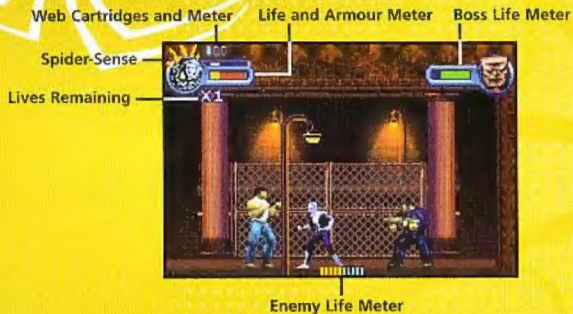 Web Cartridges and Meter
Life and Armour Meter
Boss Life Meter
Spider-Sense
Lives Remaining
X1
Enemy Life Meter